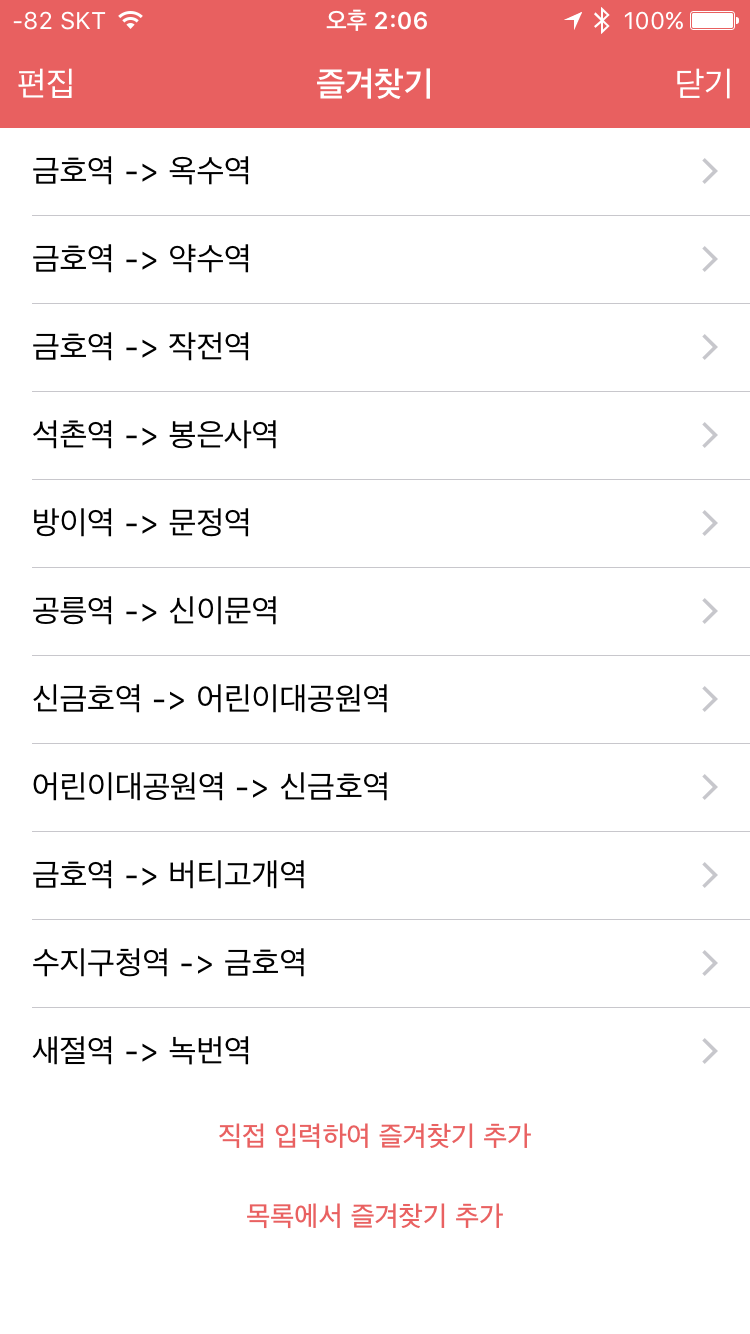 -82 SKT 오후 2:06 100%
편집 즐겨찾기 닫기
금호역 -> 옥수역
금호역 -> 약수역
금호역 -> 작전역
석촌역 -> 봉은사역
방이역 -> 문정역
공릉역 -> 신이문역
신금호역 -> 어린이대공원역
어린이대공원역 -> 신금호역
금호역 -> 버티고개역
수지구청역 -> 금호역
새절역 -> 녹번역
직접 입력하여 즐겨찾기 추가
목록에서 즐겨찾기 추가